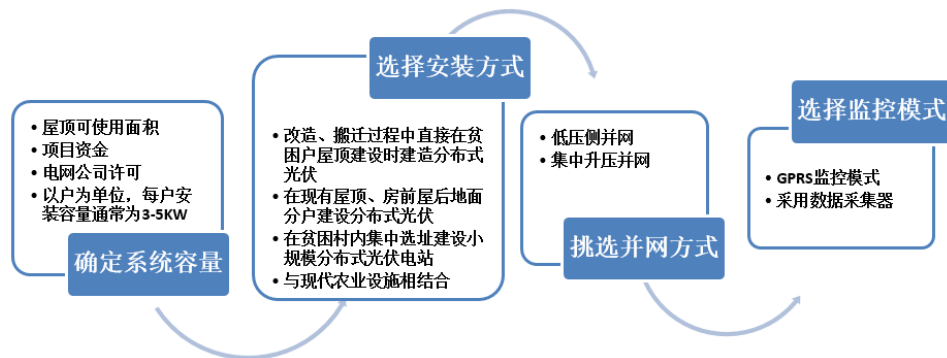 • 屋顶可使用面积
• 项目资金
• 电网公司许可
• 以户为单位，每户安
装容量通常为3-5KW
确定系统容量
选择安装方式
• 改造、搬迁过程中直接在贫
困户屋顶建设时建造分布式
光伏
• 在现有屋顶、房前屋后地面
分户建设分布式光伏
• 在贫困村内集中选址建设小
规模分布式光伏电站
• 与现代农业设施相结合
• 低压侧并网
• 集中升压并网
挑选并网方式
选择监控模式
• GPRS监控模式
• 采用数据采集器